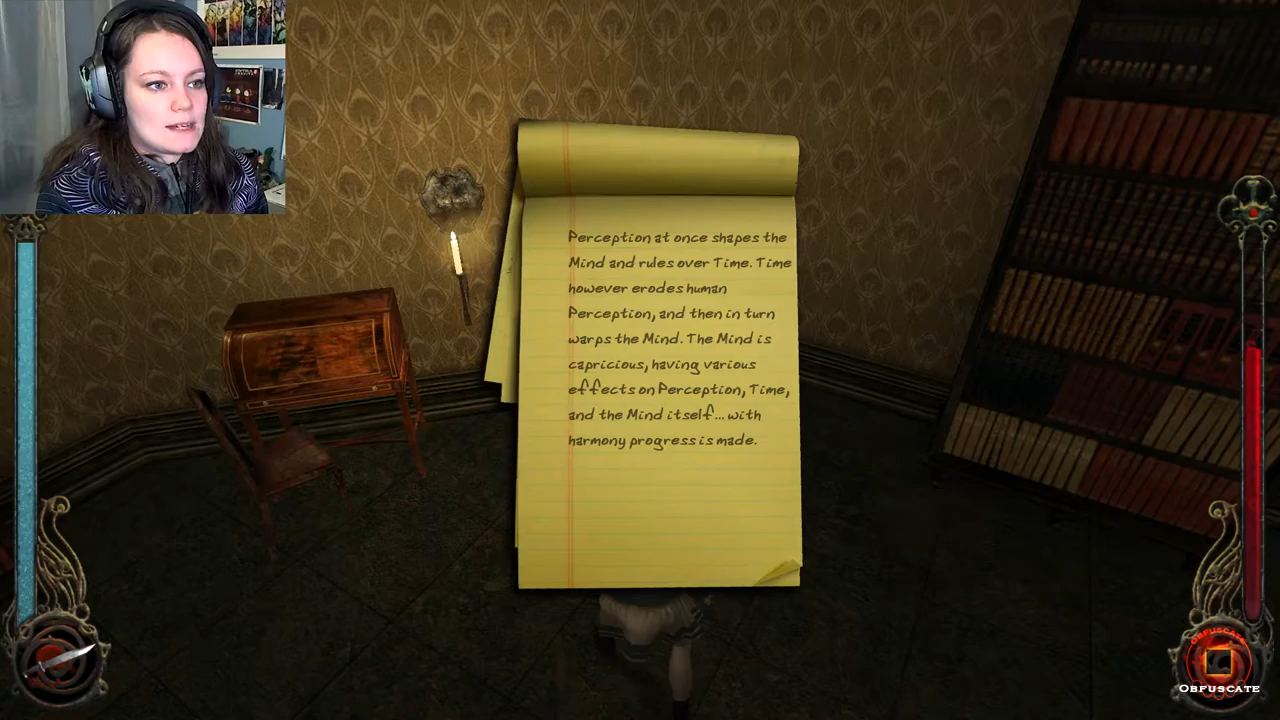 Perception at once shapes the
Mind and rules over Time. Time
however erodes human
Perception, and then in turn
warps the Mind. The Mind is
capricious, having various
effects on Perception, Time,
and the Mind itself... with
harmony progress is made.
OBFUSCATE
OBFUSCATE